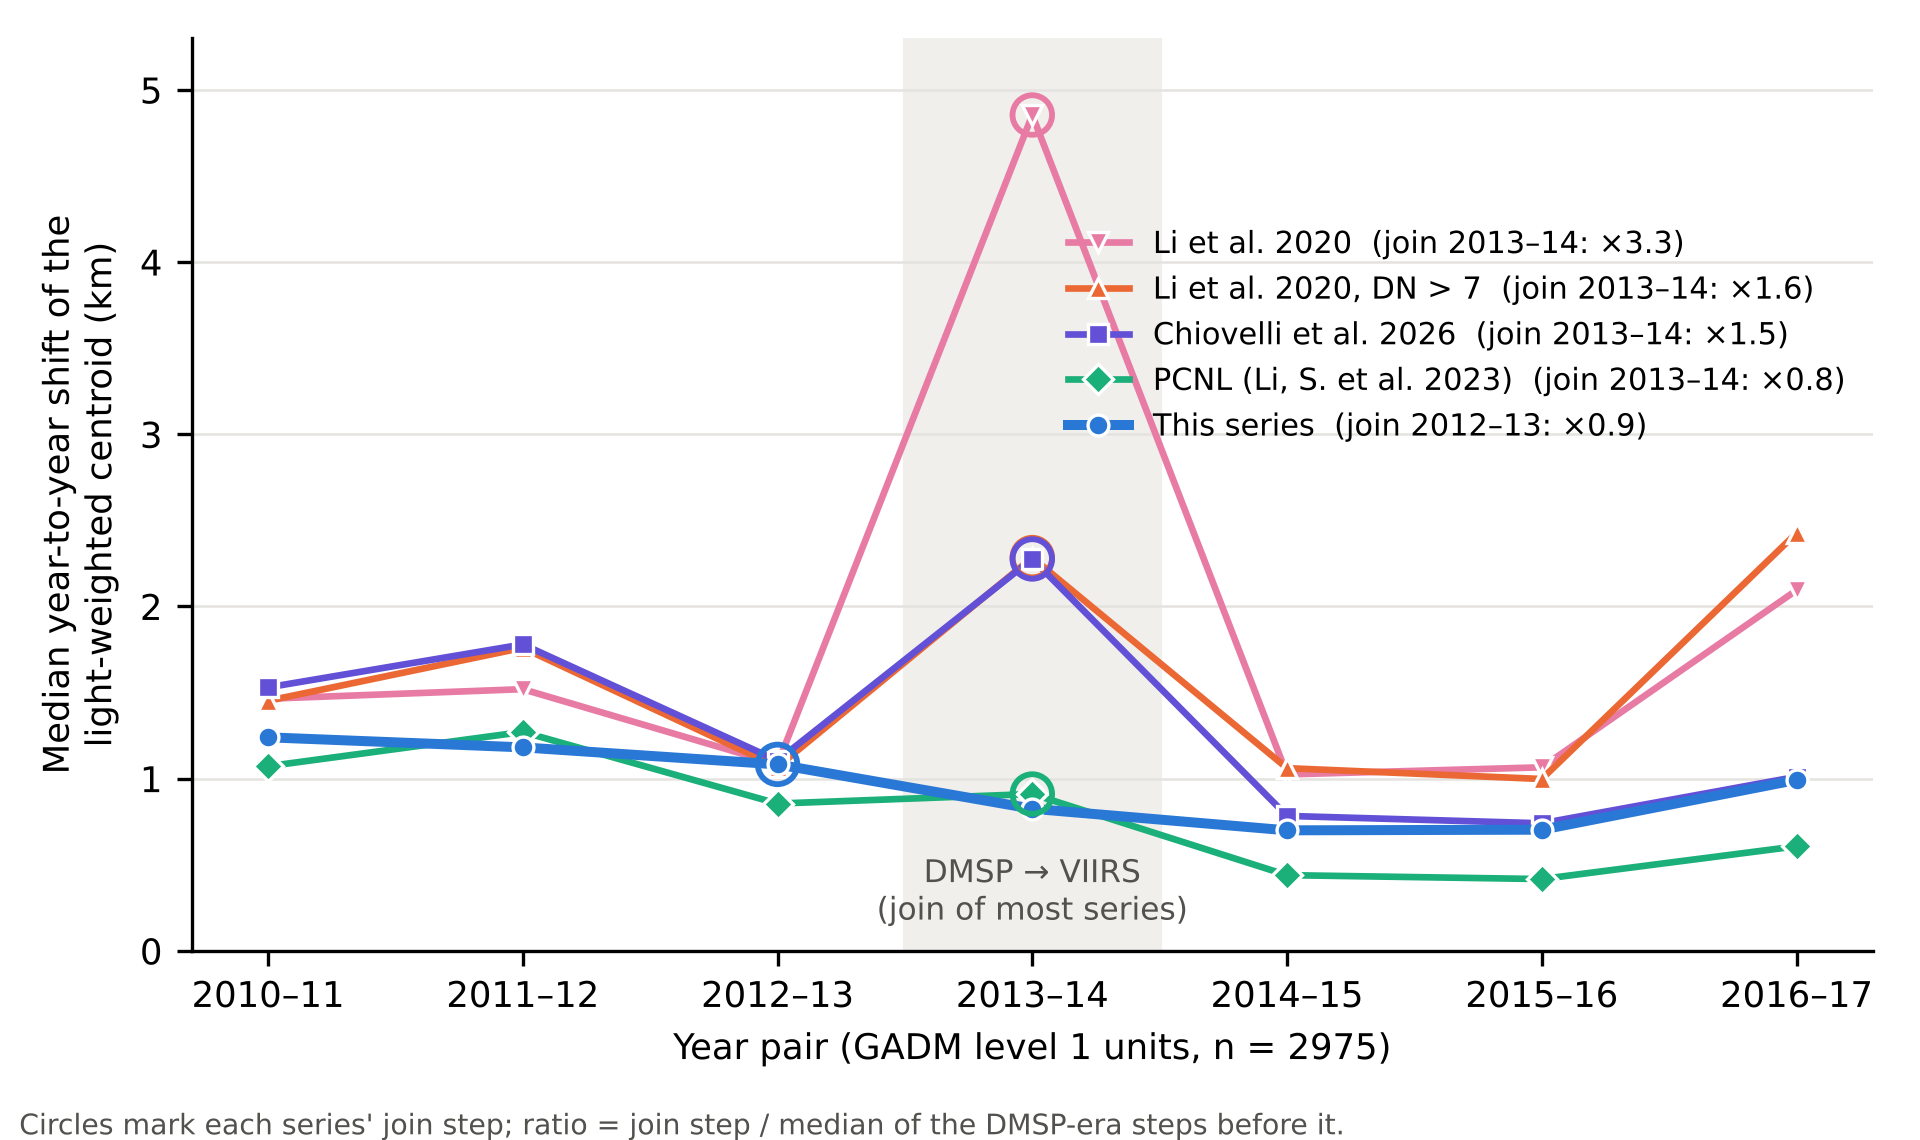 Median year-to-year shift of the
light-weighted centroid (km)
5
4
3
2
1
0
Li et al. 2020 (join 2013–14: ×3.3)
Li et al. 2020, DN > 7 (join 2013–14: ×1.6)
Chiovelli et al. 2026 (join 2013–14: ×1.5)
PCNL (Li, S. et al. 2023) (join 2013–14: ×0.8)
This series (join 2012–13: ×0.9)
DMSP → VIIRS
(join of most series)
2010–11 2011–12 2012–13 2013–14 2014–15 2015–16 2016–17
Year pair (GADM level 1 units, n = 2975)
Circles mark each series' join step; ratio = join step / median of the DMSP-era steps before it.